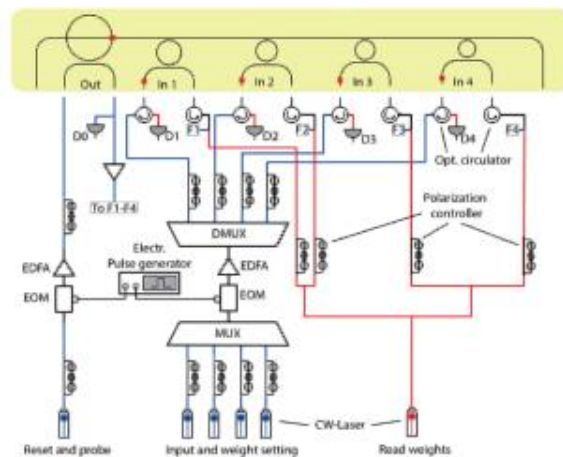 Out
In 1
In 2
In 3
In 4
D0
D1
F1
D2
F2
D3
F3
D4
F4
Opt. circulator
To F1-F4
Polarization
controller
DMUX
Electr.
Pulse generator
EDFA
EDFA
EOM
EOM
MUX
CW-Laser
Reset and probe
Input and weight setting
Read weights